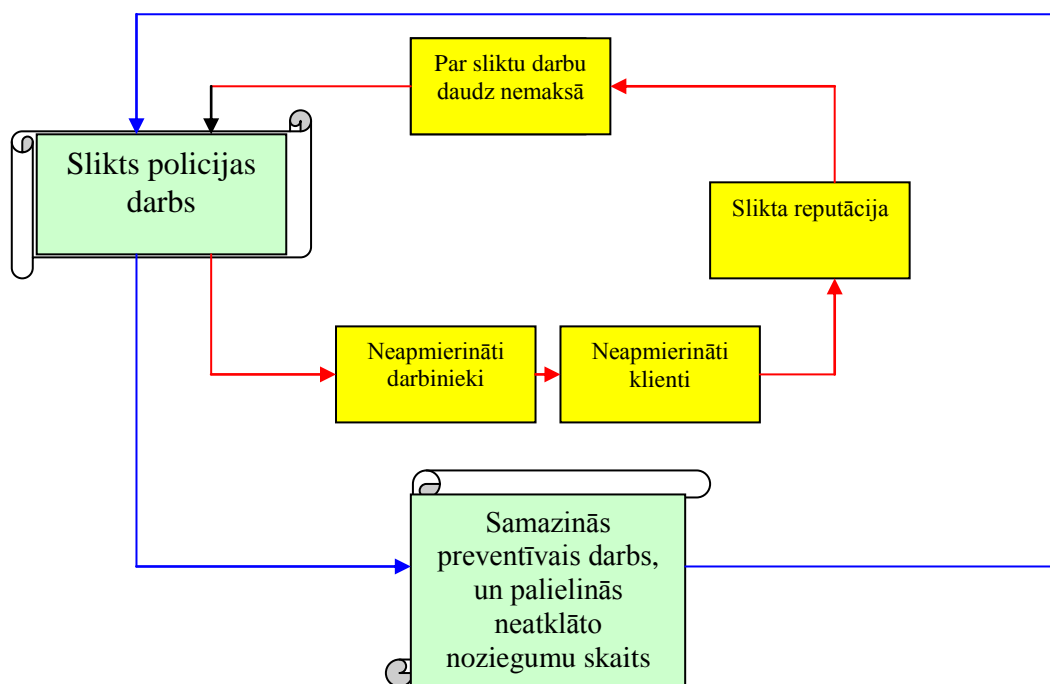 Par sliktu darbu
daudz nemaksā
Slikts policijas
darbs
Slikta reputācija
Neapmierināti
darbinieki
Neapmierināti
klienti
Samazinās
preventīvais darbs,
un palielinās
neatklāto
noziegumu skaits